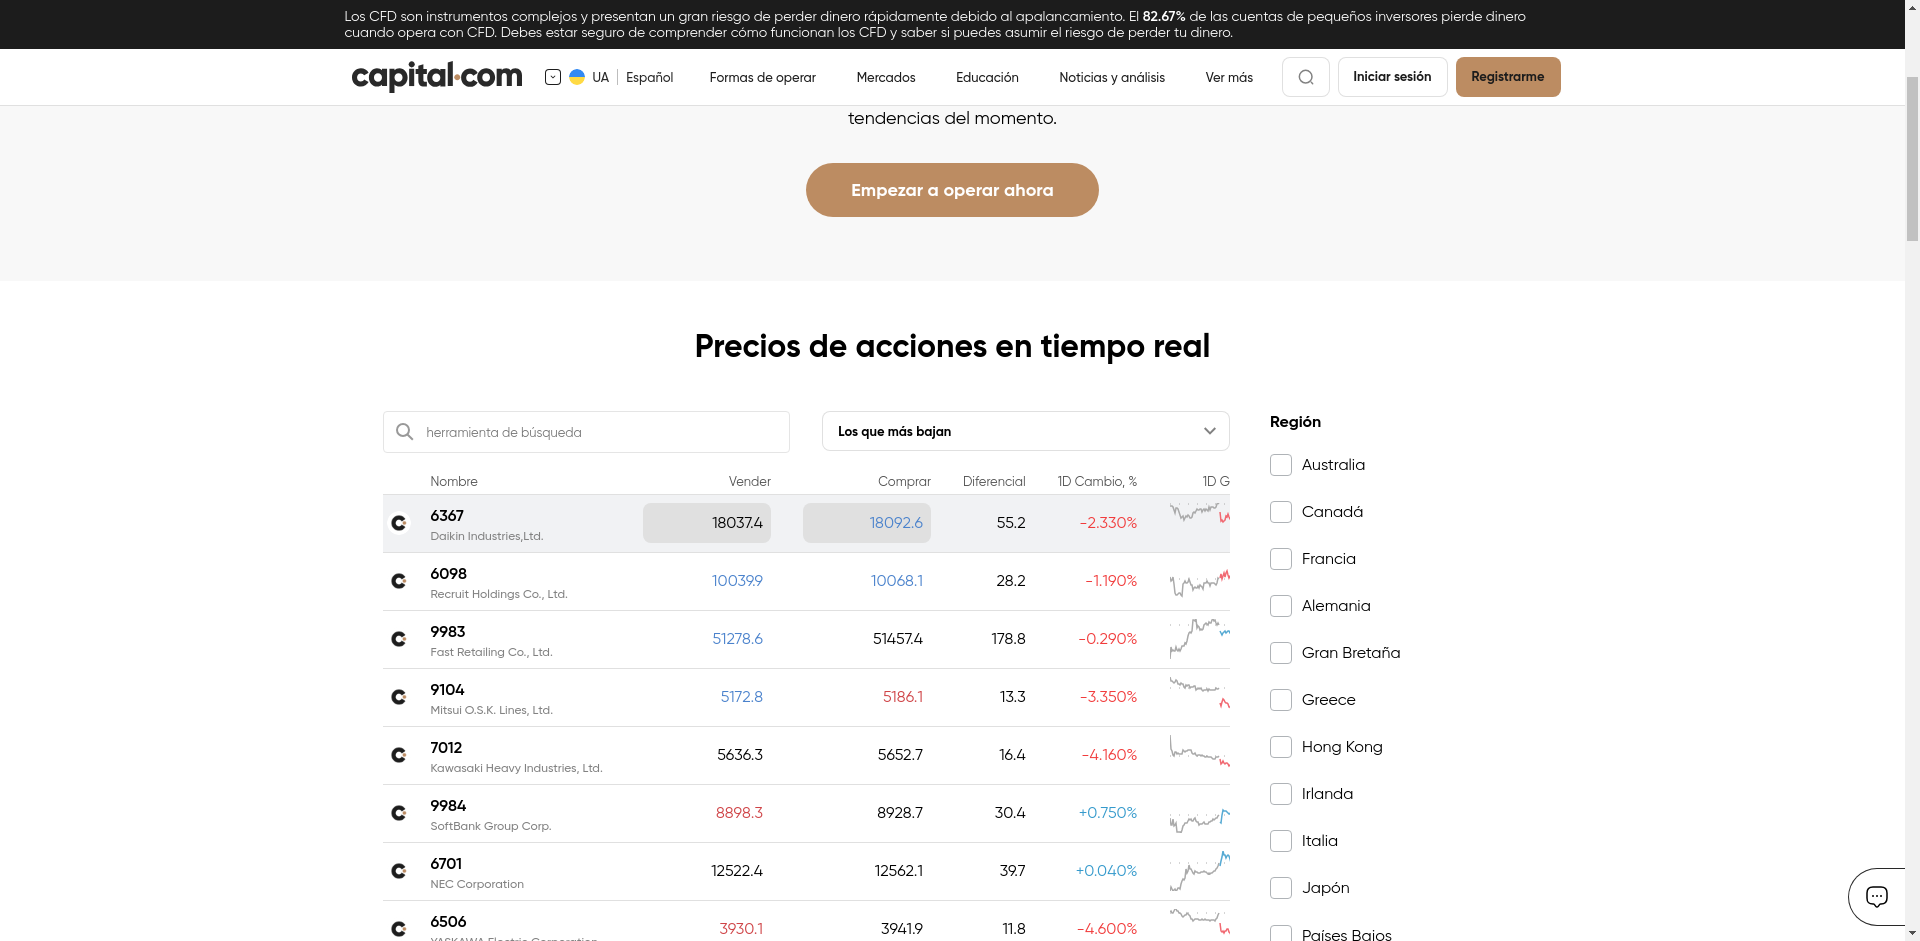 Los CFD son instrumentos complejos y presentan un gran riesgo de perder dinero rápidamente debido al apalancamiento. El 82.67% de las cuentas de pequeños inversores pierde dinero
cuando opera con CFD. Debes estar seguro de comprender cómo funcionan los CFD y saber si puedes asumir el riesgo de perder tu dinero.
capital.com UA Español Formas de operar Mercados Educación Noticias y análisis Ver más Iniciar sesión Registrarme
tendencias del momento.
Empezar a operar ahora
Precios de acciones en tiempo real
herramienta de búsqueda Los que más bajan
Nombre Vender Comprar Diferencial 1D Cambio, % 1D G
6367 18037.4 18092.6 55.2 -2.330%
Daikin Industries,Ltd.
6098 10039.9 10068.1 28.2 -1.190%
Recruit Holdings Co., Ltd.
9983 51278.6 51457.4 178.8 -0.290%
Fast Retailing Co., Ltd.
9104 5172.8 5186.1 13.3 -3.350%
Mitsui O.S.K. Lines, Ltd.
7012 5636.3 5652.7 16.4 -4.160%
Kawasaki Heavy Industries, Ltd.
9984 8898.3 8928.7 30.4 +0.750%
SoftBank Group Corp.
6701 12522.4 12562.1 39.7 +0.040%
NEC Corporation
6506 3930.1 3941.9 11.8 -4.600%
YASKAWA Electric Corporation
Región
Australia
Canadá
Francia
Alemania
Gran Bretaña
Greece
Hong Kong
Irlanda
Italia
Japón
Países Bajos